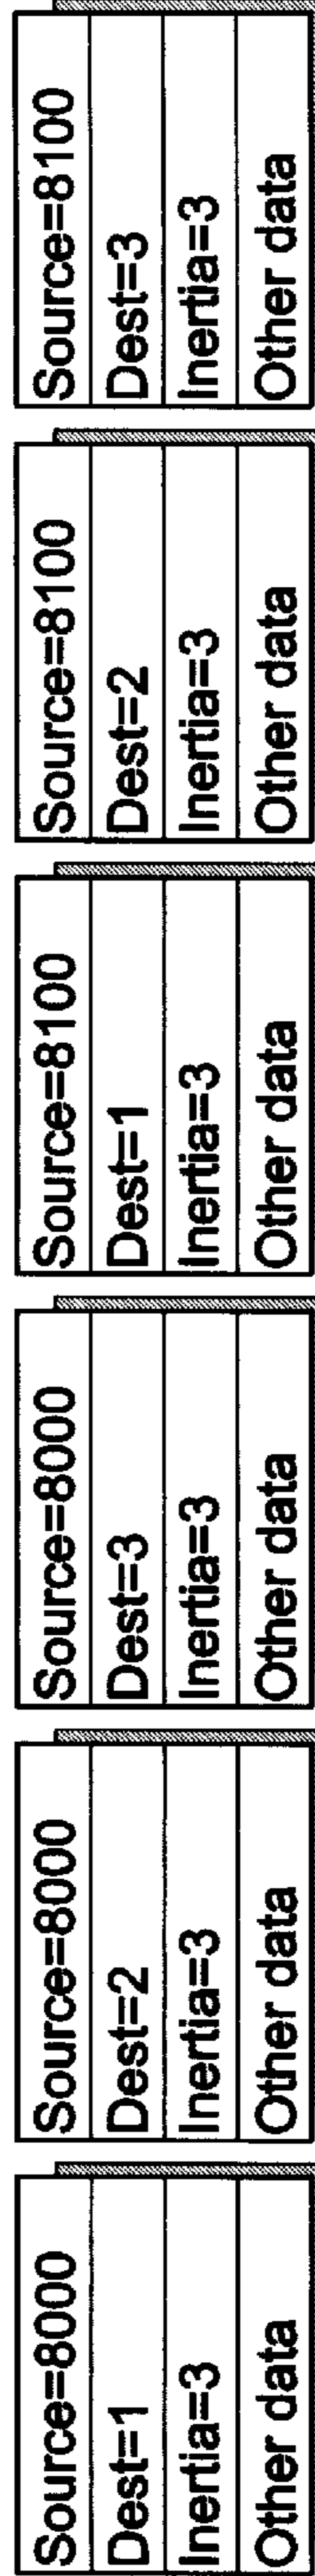 Source=8000
Dest=1
Inertia=3
Other data
Source=8000
Dest=2
Inertia=3
Other data
Source=8000
Dest=3
Inertia=3
Other data
Source=8100
Dest=1
Inertia=3
Other data
Source=8100
Dest=2
Inertia=3
Other data
Source=8100
Dest=3
Inertia=3
Other data